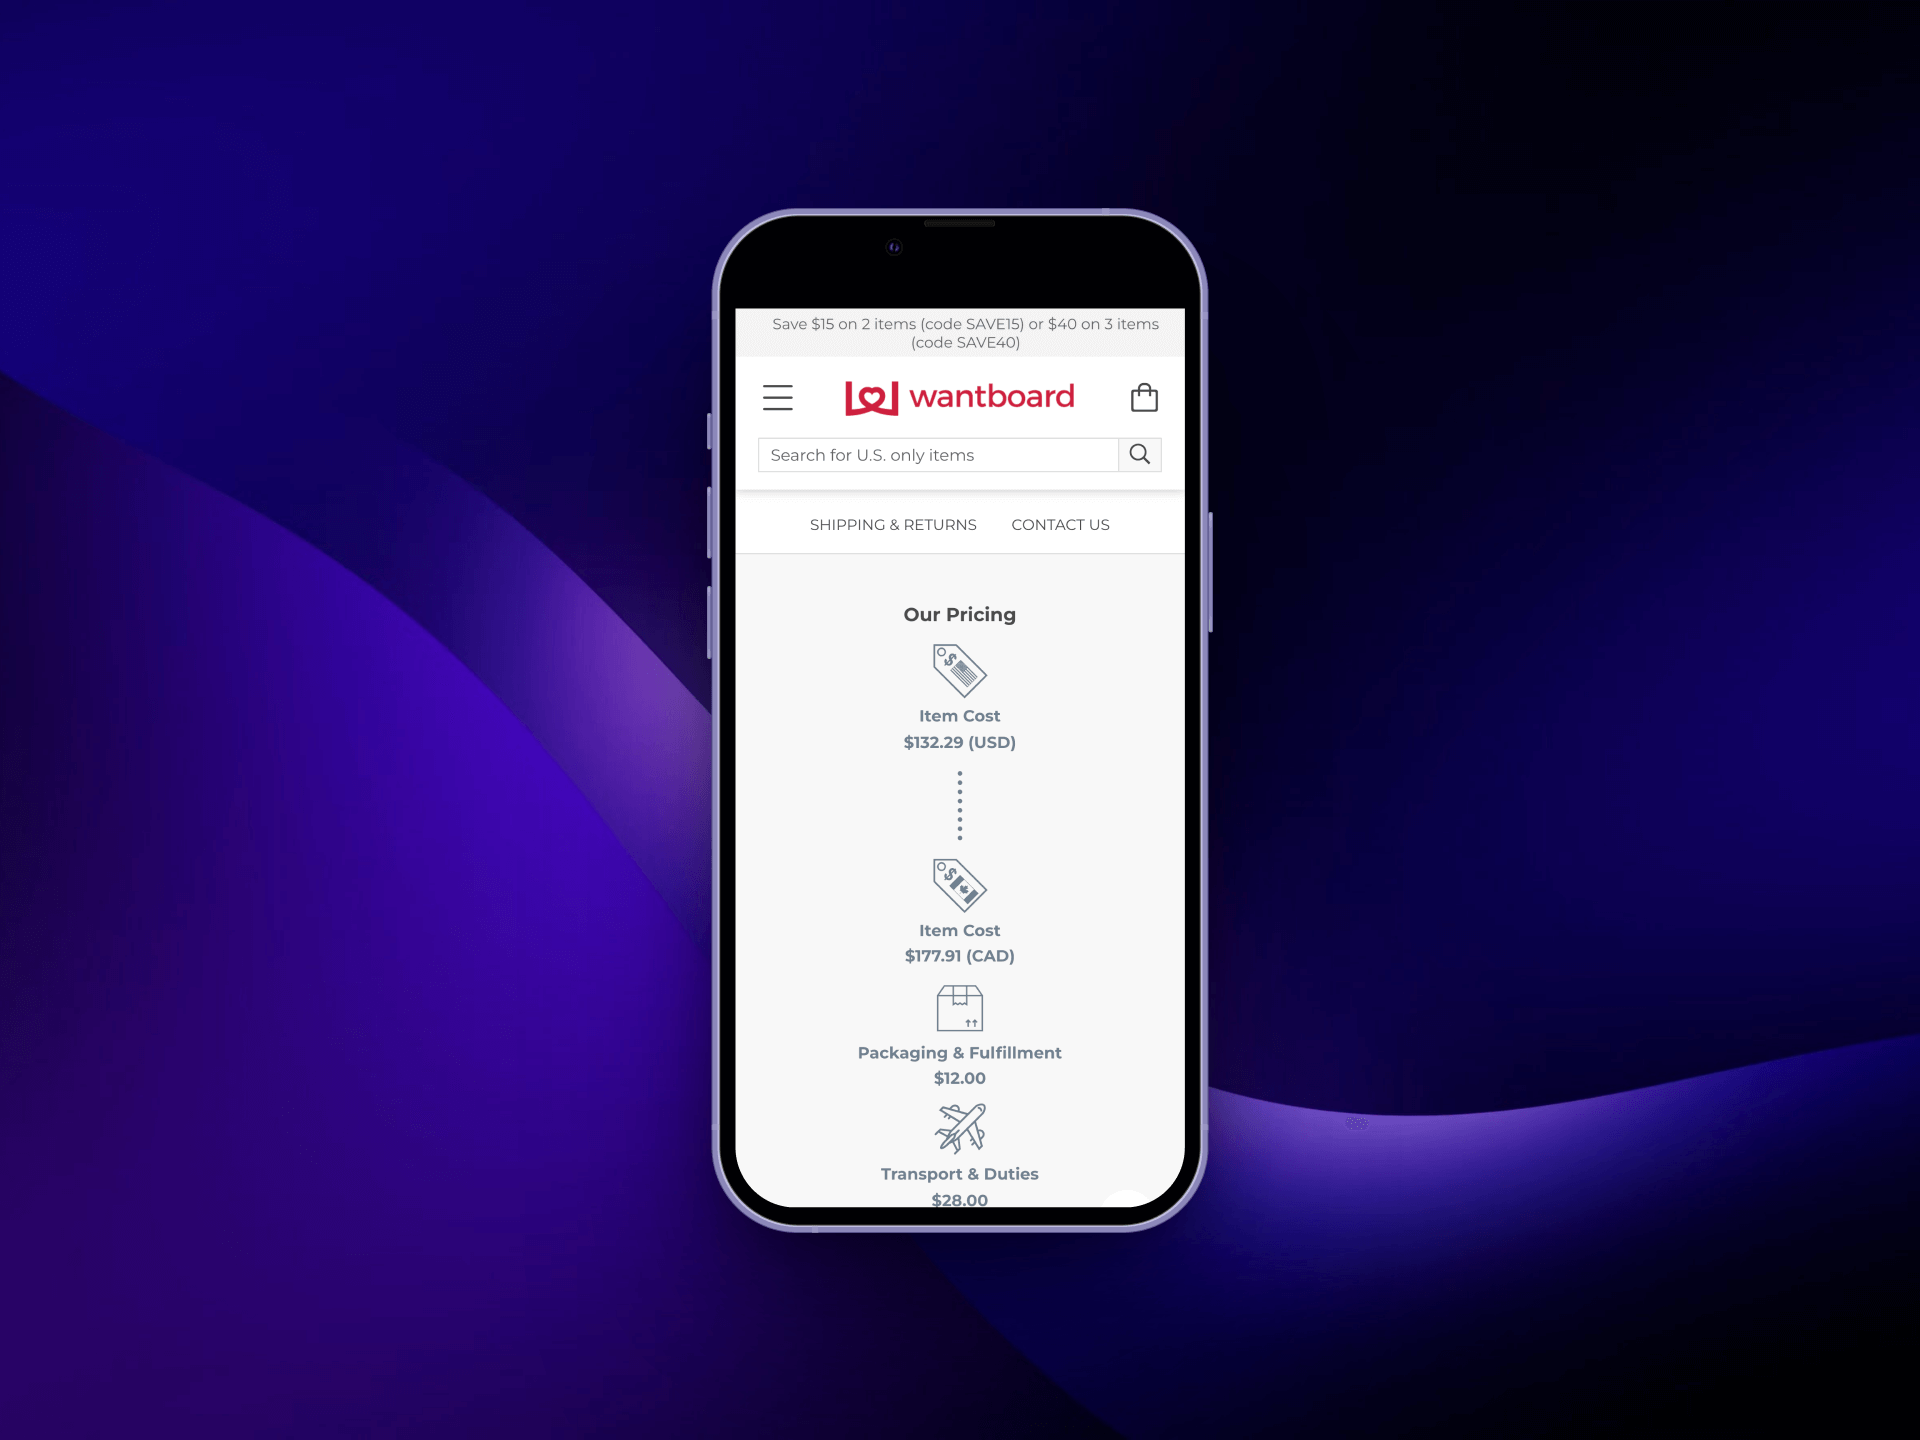 Save $15 on 2 items (code SAVE15) or $40 on 3 items
(code SAVE40)
wantboard
Search for U.S. only items
SHIPPING & RETURNS CONTACT US
Our Pricing
Item Cost
$132.29 (USD)
Item Cost
$177.91 (CAD)
Packaging & Fulfillment
$12.00
Transport & Duties
$28.00